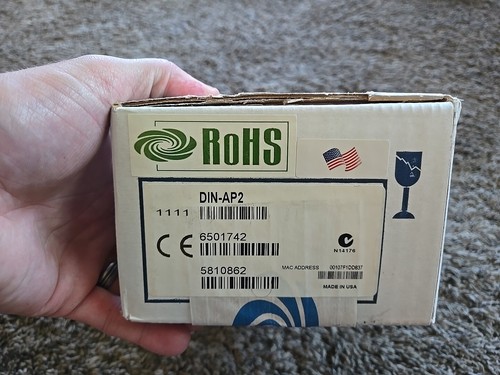 RoHS
DIN-AP2
1111
6501742
N14176
5810862
MAC ADDRESS
MADE IN USA